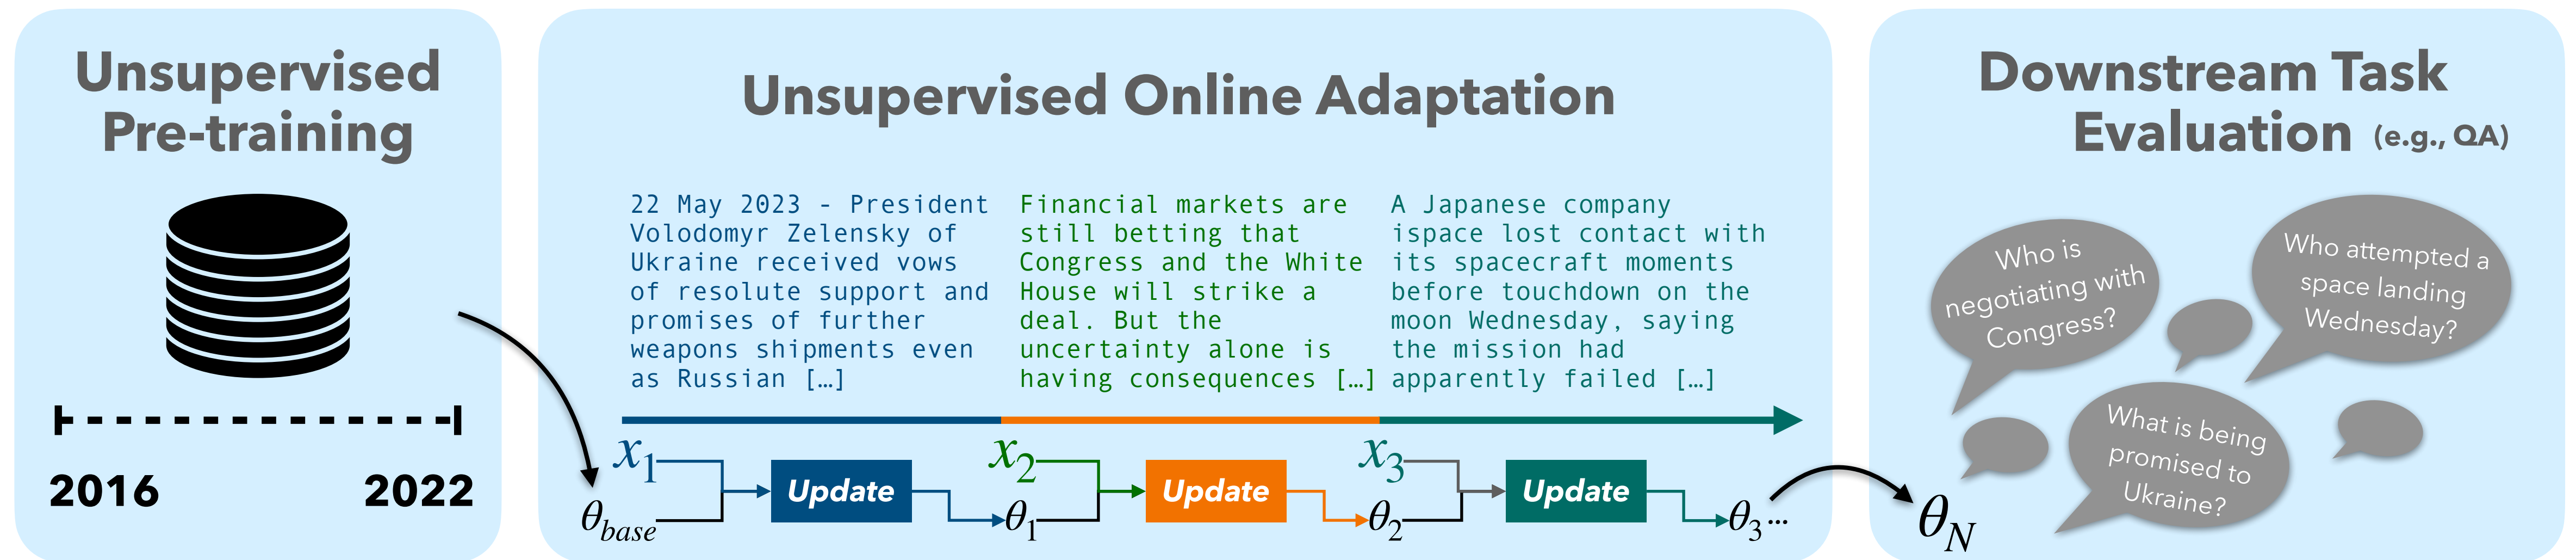 Unsupervised
Pre-training
2016
2022
Unsupervised Online Adaptation
22 May 2023 - President
Volodomyr Zelensky of
Ukraine received vows
of resolute support and
promises of further
weapons shipments even
as Russian […]
Financial markets are
still betting that
Congress and the White
House will strike a
deal. But the
uncertainty alone is
having consequences […]
A Japanese company
ispace lost contact with
its spacecraft moments
before touchdown on the
moon Wednesday, saying
the mission had
apparently failed […]
x₁
x₂
x₃
θbase
Update
θ₁
Update
θ₂
Update
θ₃ ...
Downstream Task
Evaluation (e.g., QA)
Who is
negotiating with
Congress?
Who attempted a
space landing
Wednesday?
What is being
promised to
Ukraine?
θN